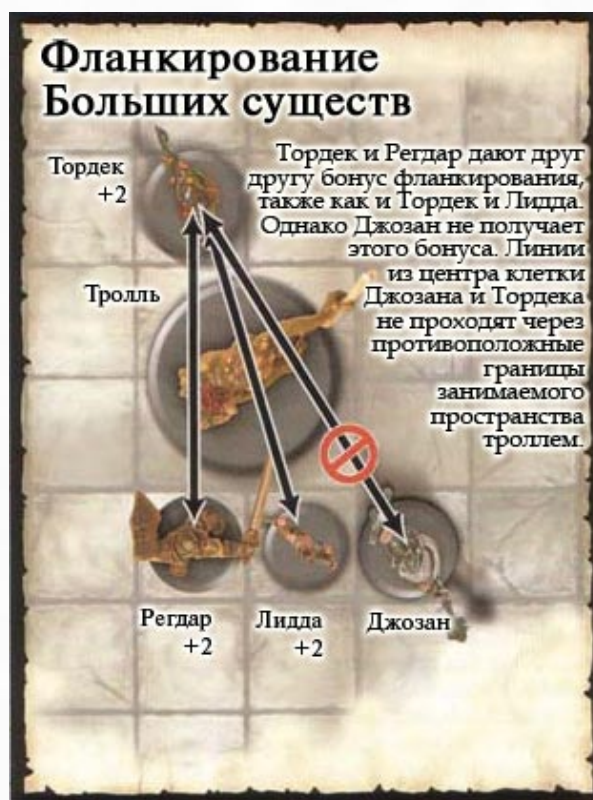 Фланкирование
Больших существ
Тордек
+2
Тордек и Регдар дают друг
другу бонус фланкирования,
также как и Тордек и Лидда.
Однако Джозан не получает
этого бонуса. Линии
из центра клетки
Джозана и Тордека
не проходят через
противоположные
границы
занимаемого
пространства
троллем.
Тролль
Регдар
+2
Лидда
+2
Джозан